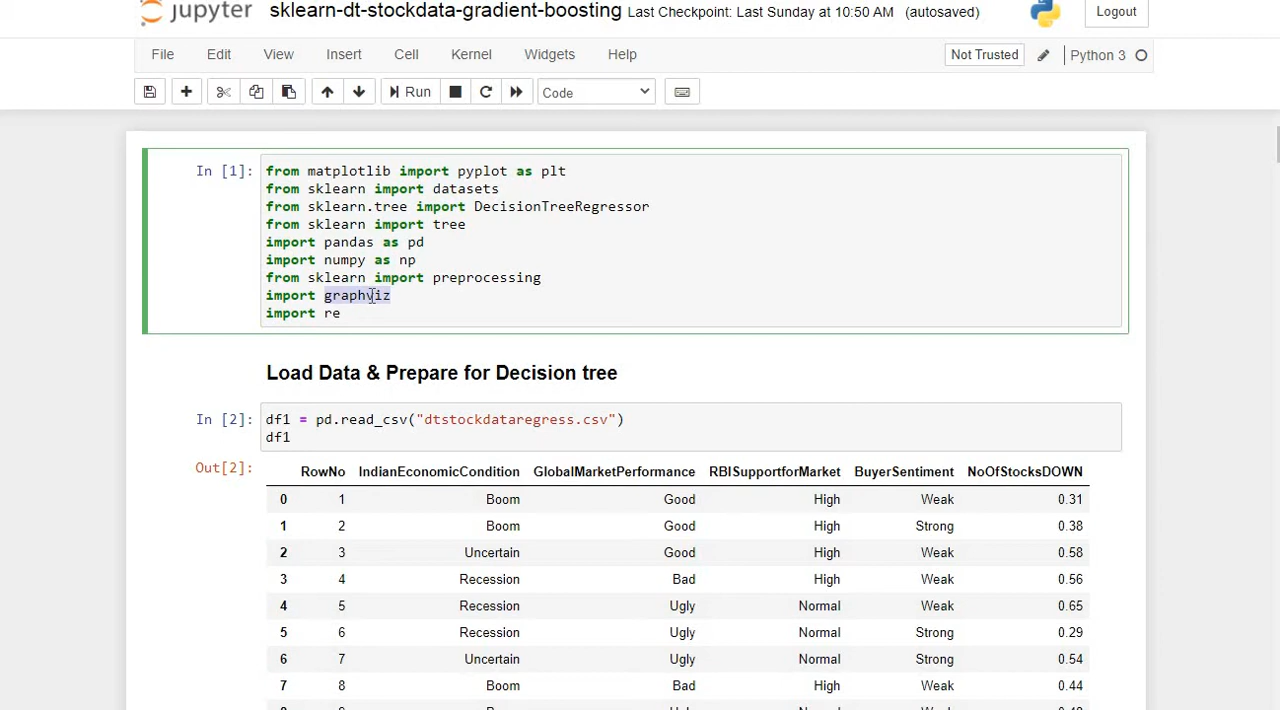 jupyter sklearn-dt-stockdata-gradient-boosting Last Checkpoint: Last Sunday at 10:50 AM (autosaved) Logout
File Edit View Insert Cell Kernel Widgets Help Not Trusted Python 3
Run Code
In [1]: from matplotlib import pyplot as plt
from sklearn import datasets
from sklearn.tree import DecisionTreeRegressor
from sklearn import tree
import pandas as pd
import numpy as np
from sklearn import preprocessing
import graphviz
import re
Load Data & Prepare for Decision tree
In [2]: df1 = pd.read_csv("dtstockdataregress.csv")
df1
Out[2]: RowNo IndianEconomicCondition GlobalMarketPerformance RBISupportforMarket BuyerSentiment NoOfStocksDOWN
0 1 Boom Good High Weak 0.31
1 2 Boom Good High Strong 0.38
2 3 Uncertain Good High Weak 0.58
3 4 Recession Bad High Weak 0.56
4 5 Recession Ugly Normal Weak 0.65
5 6 Recession Ugly Normal Strong 0.29
6 7 Uncertain Ugly Normal Strong 0.54
7 8 Boom Bad High Weak 0.44